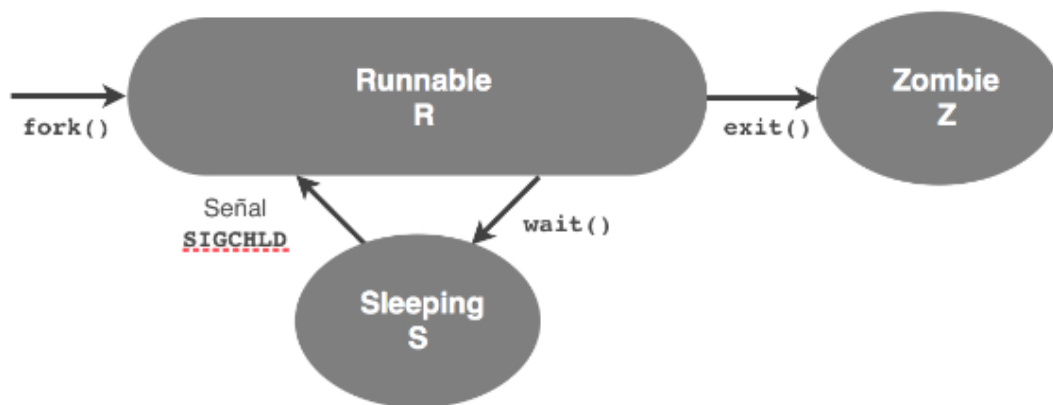 Runnable
R
Zombie
Z
fork()
exit()
Señal
SIGCHLD
wait()
Sleeping
S